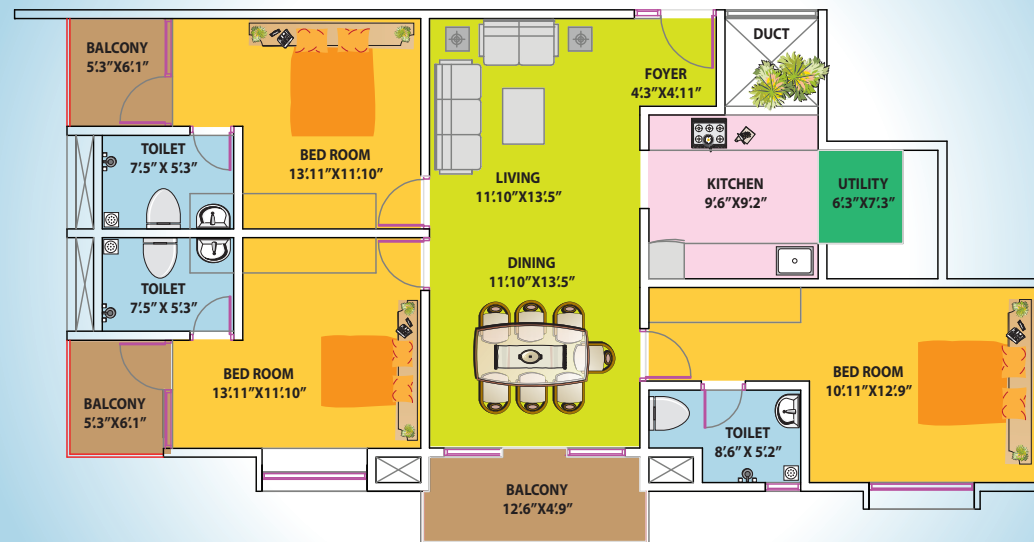 BALCONY
5'.3"X6'.1"
BED ROOM
13'.11"X11'.10"
TOILET
7'.5" X 5'.3"
TOILET
7'.5" X 5'.3"
BED ROOM
13'.11"X11'.10"
BALCONY
5'.3"X6'.1"
LIVING
11'.10"X13'.5"
DINING
11'.10"X13'.5"
FOYER
4'.3"X4'.11"
DUCT
KITCHEN
9'.6"X9'.2"
UTILITY
6'.3"X7'.3"
BED ROOM
10'.11"X12'.9"
TOILET
8'.6" X 5'.2"
BALCONY
12'.6"X4'.9"